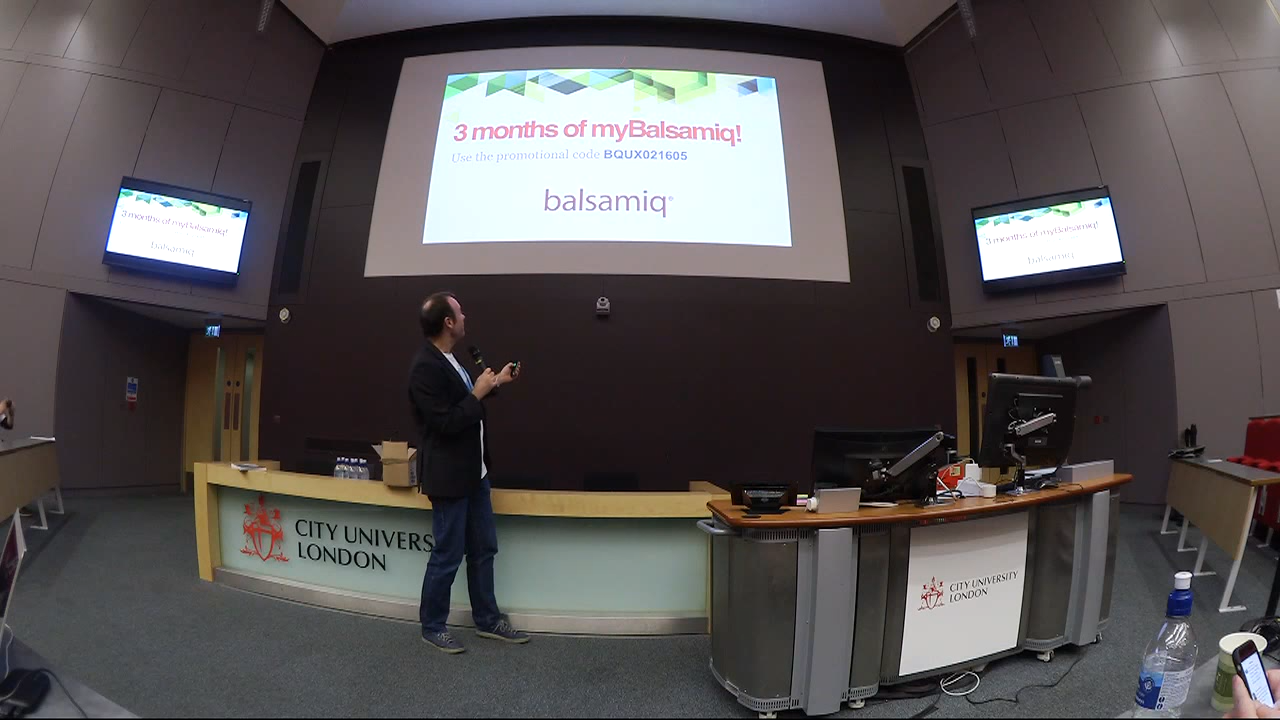 3 months of myBalsamiq!
Use the promotional code BQUX021605
balsamiq®
3 months of myBalsamiq!
balsamiq
3 months of myBalsamiq!
balsamiq
CITY UNIVERS
LONDON
CITY UNIVERSITY
LONDON